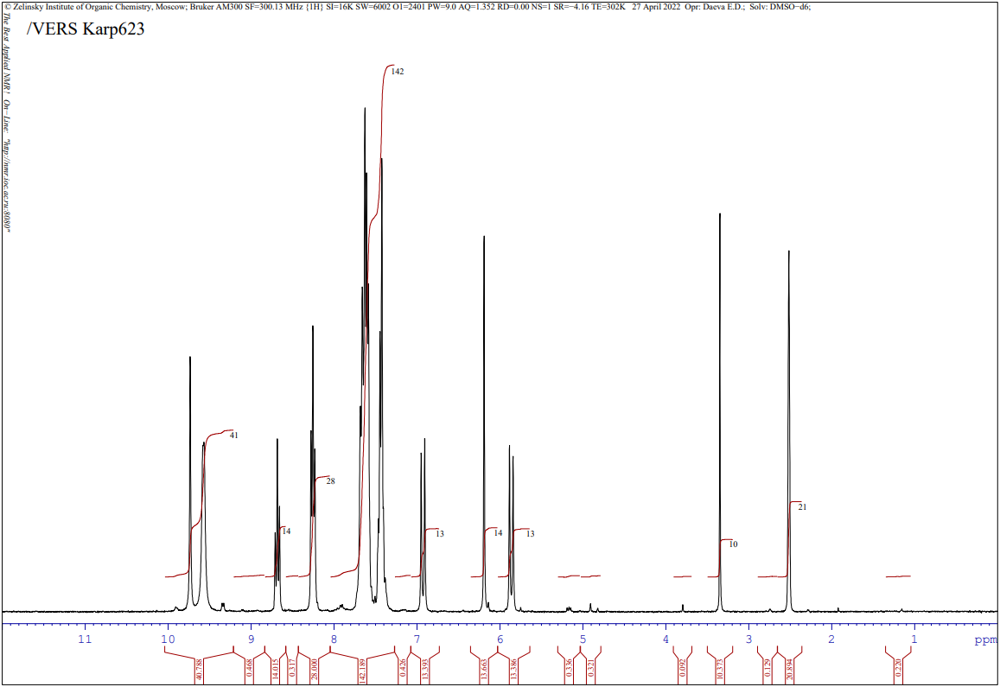 © Zelinsky Institute of Organic Chemistry, Moscow; Bruker AM300 SF=300.13 MHz {1H} SI=16K SW=6002 O1=2401 PW=9.0 AQ=1.352 RD=0.00 NS=1 SR=-4.16 TE=302K 27 April 2022 Opr: Daeva E.D.; Solv: DMSO-d6;
The Best Applied NMR! On-Line: "http://nmr.ioc.ac.ru:8080"
/VERS Karp623
142
41
28
14
13
14
13
10
21
11 10 9 8 7 6 5 4 3 2 1 ppm
40.788 0.468 14.015 0.317 28.000 142.189 0.426 13.393 13.663 13.386 0.336 0.321 0.092 10.373 0.129 20.894 0.220